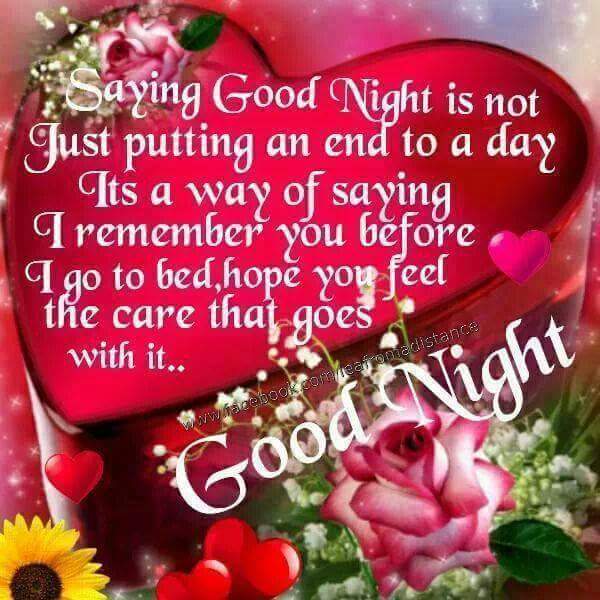 Saying Good Night is not
Just putting an end to a day
Its a way of saying
I remember you before
I go to bed,hope you feel
the care that goes
with it..
www.facebook.com/leafromadistance
Good Night